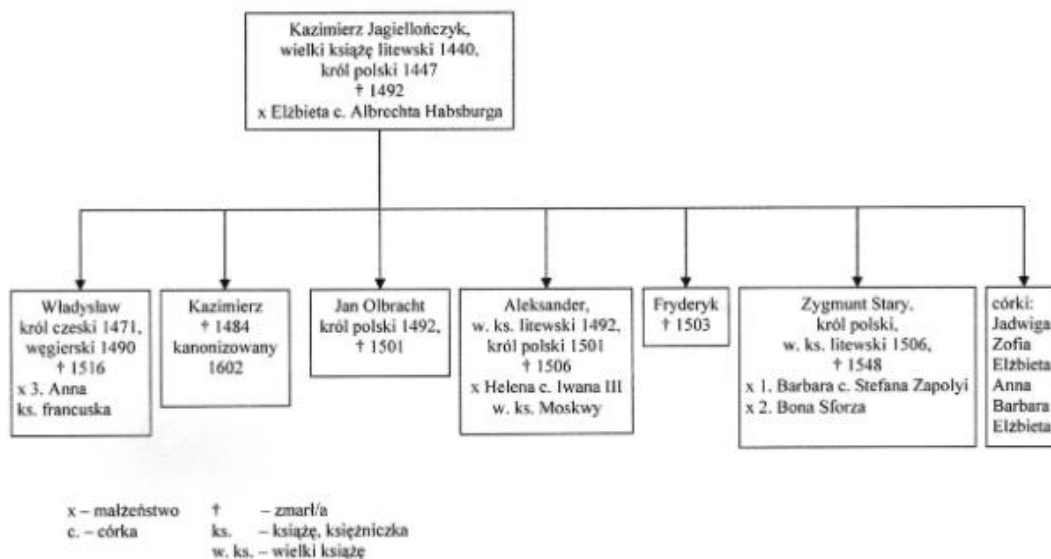 Kazimierz Jagiellończyk,
wielki książę litewski 1440,
król polski 1447
† 1492
x Elżbieta c. Albrechta Habsburga
Władysław
król czeski 1471,
węgierski 1490
† 1516
x 3. Anna
ks. francuska
Kazimierz
† 1484
kanonizowany
1602
Jan Olbracht
król polski 1492,
† 1501
Aleksander,
w. ks. litewski 1492,
król polski 1501
† 1506
x Helena c. Iwana III
w. ks. Moskwy
Fryderyk
† 1503
Zygmunt Stary,
król polski,
w. ks. litewski 1506,
† 1548
x 1. Barbara c. Stefana Zapolyi
x 2. Bona Sforza
córki:
Jadwiga
Zofia
Elżbieta
Anna
Barbara
Elżbieta
x – małżeństwo † – zmarł/a
c. – córka ks. – książę, księżniczka
w. ks. – wielki książę